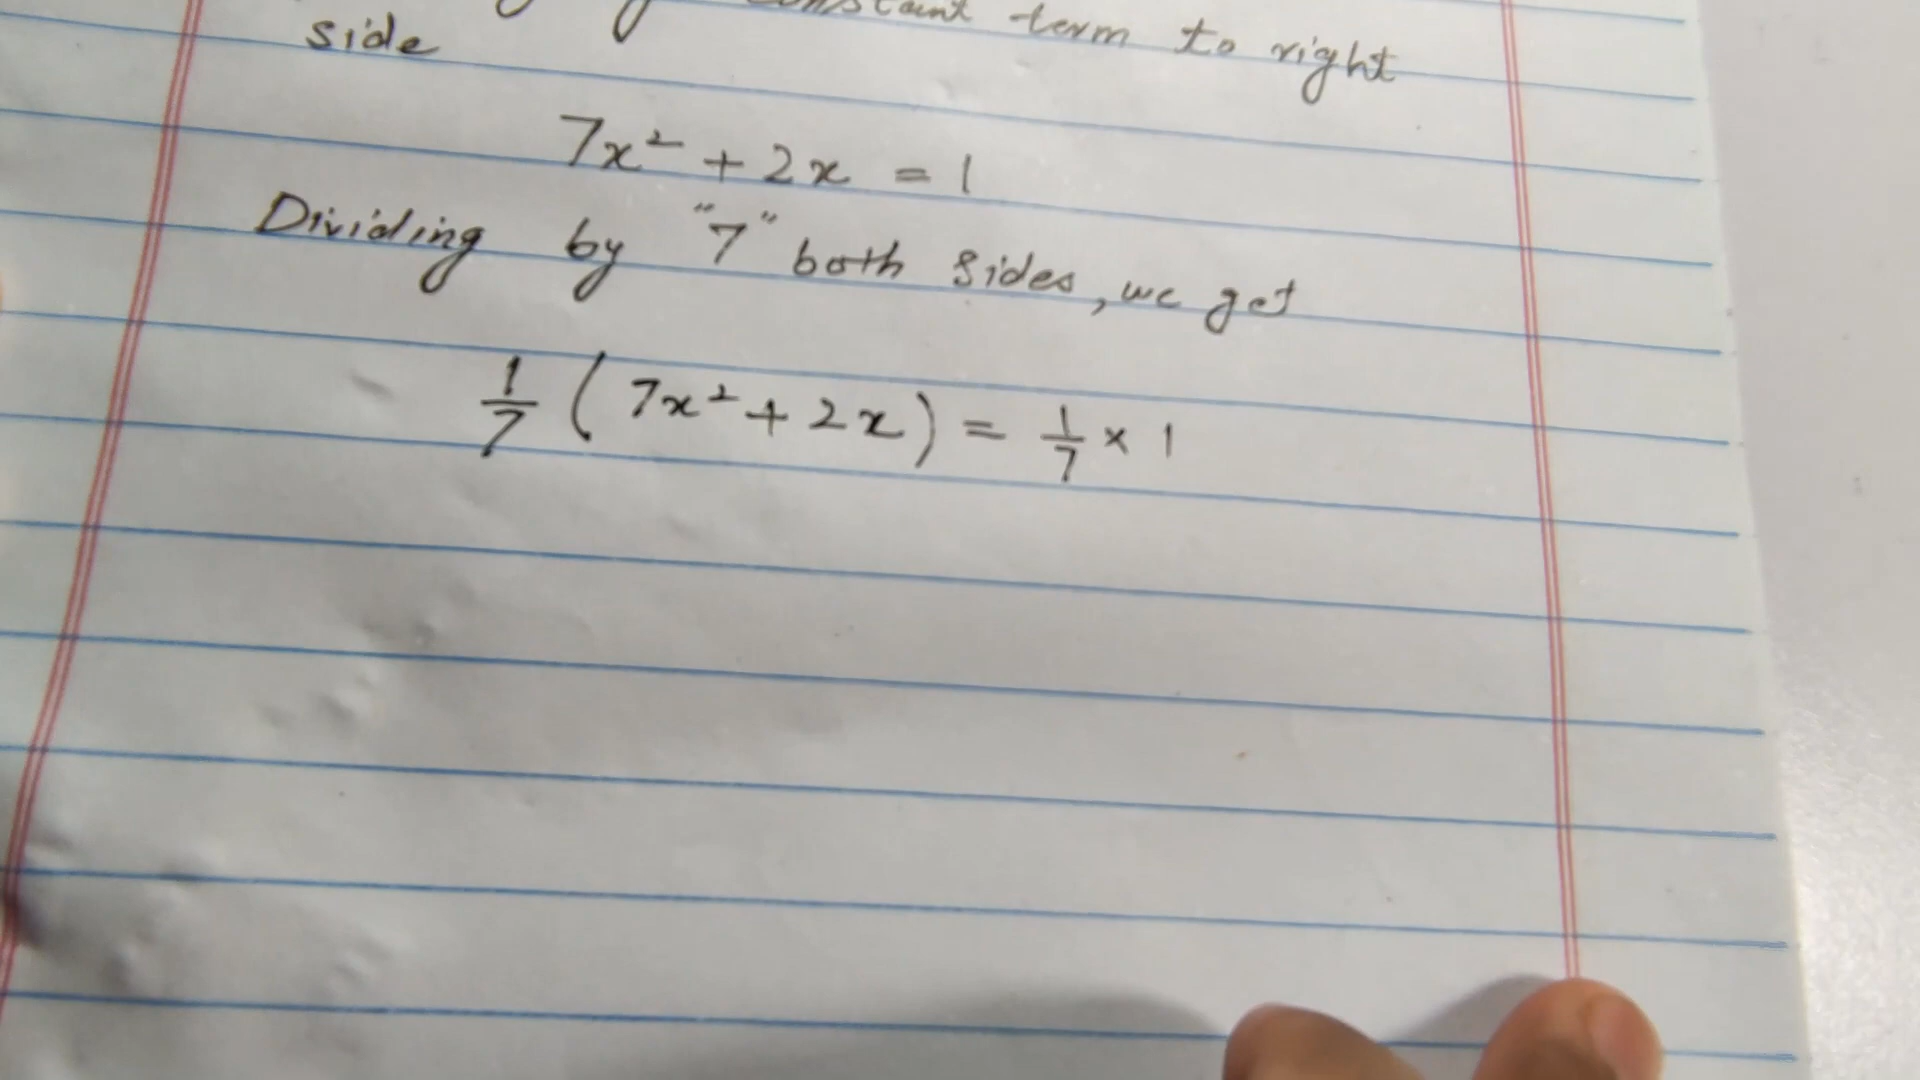 constant term to right
side
7x² + 2x = 1
Dividing by "7" both sides, we get
1/7 ( 7x² + 2x ) = 1/7 × 1